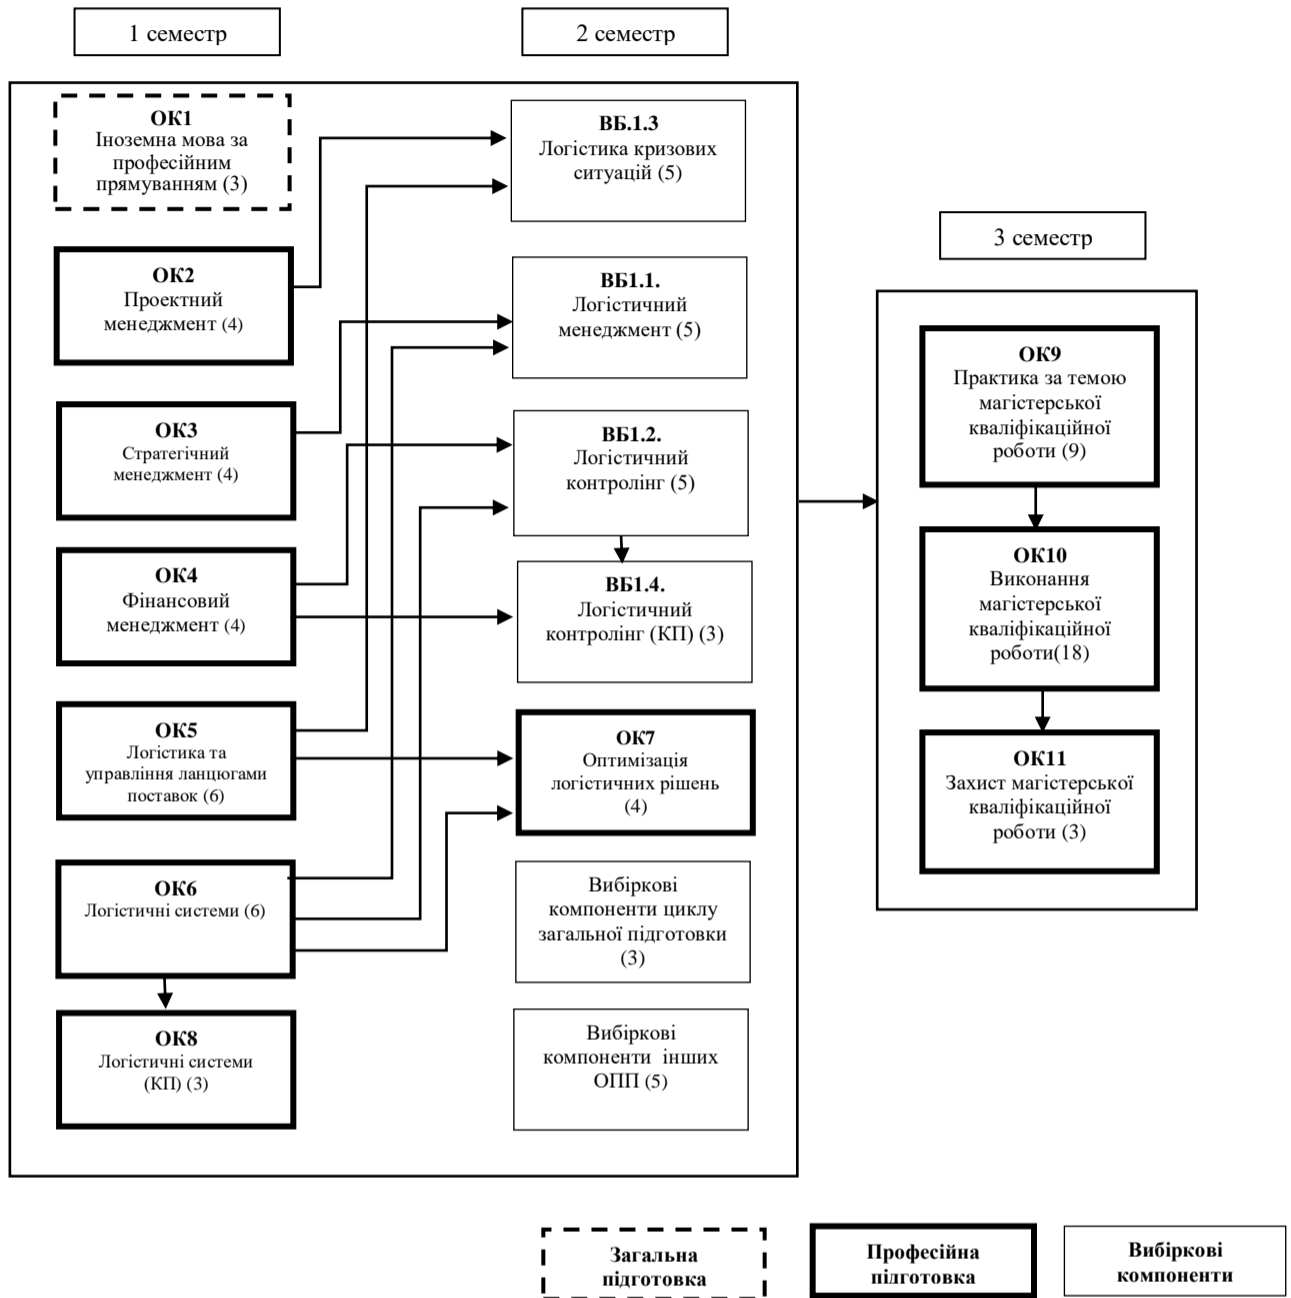 1 семестр
2 семестр
3 семестр
ОК1
Іноземна мова за
професійним
прямуванням (3)
ОК2
Проектний
менеджмент (4)
ОК3
Стратегічний
менеджмент (4)
ОК4
Фінансовий
менеджмент (4)
ОК5
Логістика та
управління ланцюгами
поставок (6)
ОК6
Логістичні системи (6)
ОК8
Логістичні системи
(КП) (3)
ВБ.1.3
Логістика кризових
ситуацій (5)
ВБ1.1.
Логістичний
менеджмент (5)
ВБ1.2.
Логістичний
контролінг (5)
ВБ1.4.
Логістичний
контролінг (КП) (3)
ОК7
Оптимізація
логістичних рішень
(4)
Вибіркові
компоненти циклу
загальної підготовки
(3)
Вибіркові
компоненти інших
ОПП (5)
ОК9
Практика за темою
магістерської
кваліфікаційної
роботи (9)
ОК10
Виконання
магістерської
кваліфікаційної
роботи(18)
ОК11
Захист магістерської
кваліфікаційної
роботи (3)
Загальна
підготовка
Професійна
підготовка
Вибіркові
компоненти